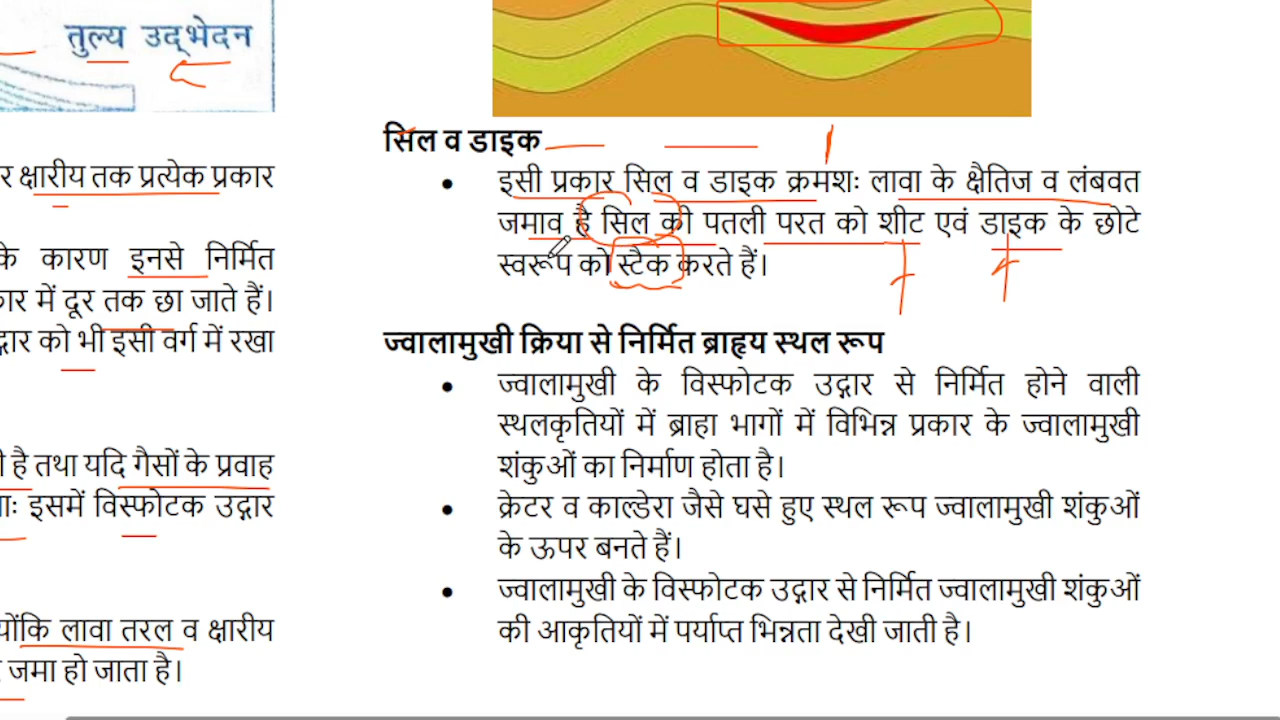 तुल्य उद्भेदन
र क्षारीय तक प्रत्येक प्रकार
के कारण इनसे निर्मित
कार में दूर तक छा जाते हैं।
द्गार को भी इसी वर्ग में रखा
ी है तथा यदि गैसों के प्रवाह
ाः इसमें विस्फोटक उद्गार
योंकि लावा तरल व क्षारीय
र जमा हो जाता है।
सिल व डाइक
• इसी प्रकार सिल व डाइक क्रमशः लावा के क्षैतिज व लंबवत
जमाव है सिल की पतली परत को शीट एवं डाइक के छोटे
स्वरूप को स्टैक करते हैं।
ज्वालामुखी क्रिया से निर्मित ब्राहृय स्थल रूप
• ज्वालामुखी के विस्फोटक उद्गार से निर्मित होने वाली
स्थलकृतियों में ब्राहा भागों में विभिन्न प्रकार के ज्वालामुखी
शंकुओं का निर्माण होता है।
• क्रेटर व काल्डेरा जैसे घसे हुए स्थल रूप ज्वालामुखी शंकुओं
के ऊपर बनते हैं।
• ज्वालामुखी के विस्फोटक उद्गार से निर्मित ज्वालामुखी शंकुओं
की आकृतियों में पर्याप्त भिन्नता देखी जाती है।